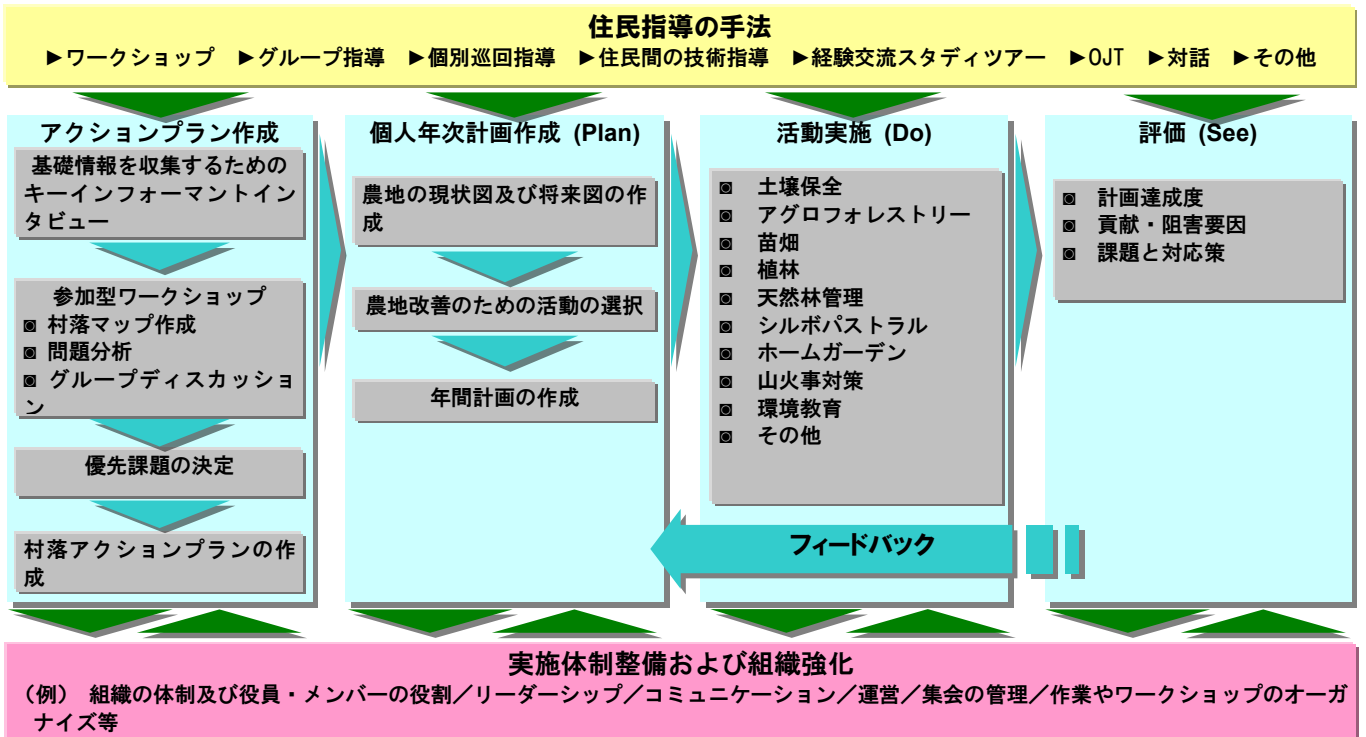 住民指導の手法
▶ワークショップ ▶グループ指導 ▶個別巡回指導 ▶住民間の技術指導 ▶経験交流スタディツアー ▶OJT ▶対話 ▶その他
アクションプラン作成
基礎情報を収集するための
キーインフォーマントイン
タビュー
参加型ワークショップ
◙ 村落マップ作成
◙ 問題分析
◙ グループディスカッショ
ン
優先課題の決定
村落アクションプランの作
成
個人年次計画作成 (Plan)
農地の現状図及び将来図の作
成
農地改善のための活動の選択
年間計画の作成
活動実施 (Do)
◙ 土壌保全
◙ アグロフォレストリー
◙ 苗畑
◙ 植林
◙ 天然林管理
◙ シルボパストラル
◙ ホームガーデン
◙ 山火事対策
◙ 環境教育
◙ その他
評価 (See)
◙ 計画達成度
◙ 貢献・阻害要因
◙ 課題と対応策
フィードバック
実施体制整備および組織強化
（例） 組織の体制及び役員・メンバーの役割／リーダーシップ／コミュニケーション／運営／集会の管理／作業やワークショップのオーガ
ナイズ等